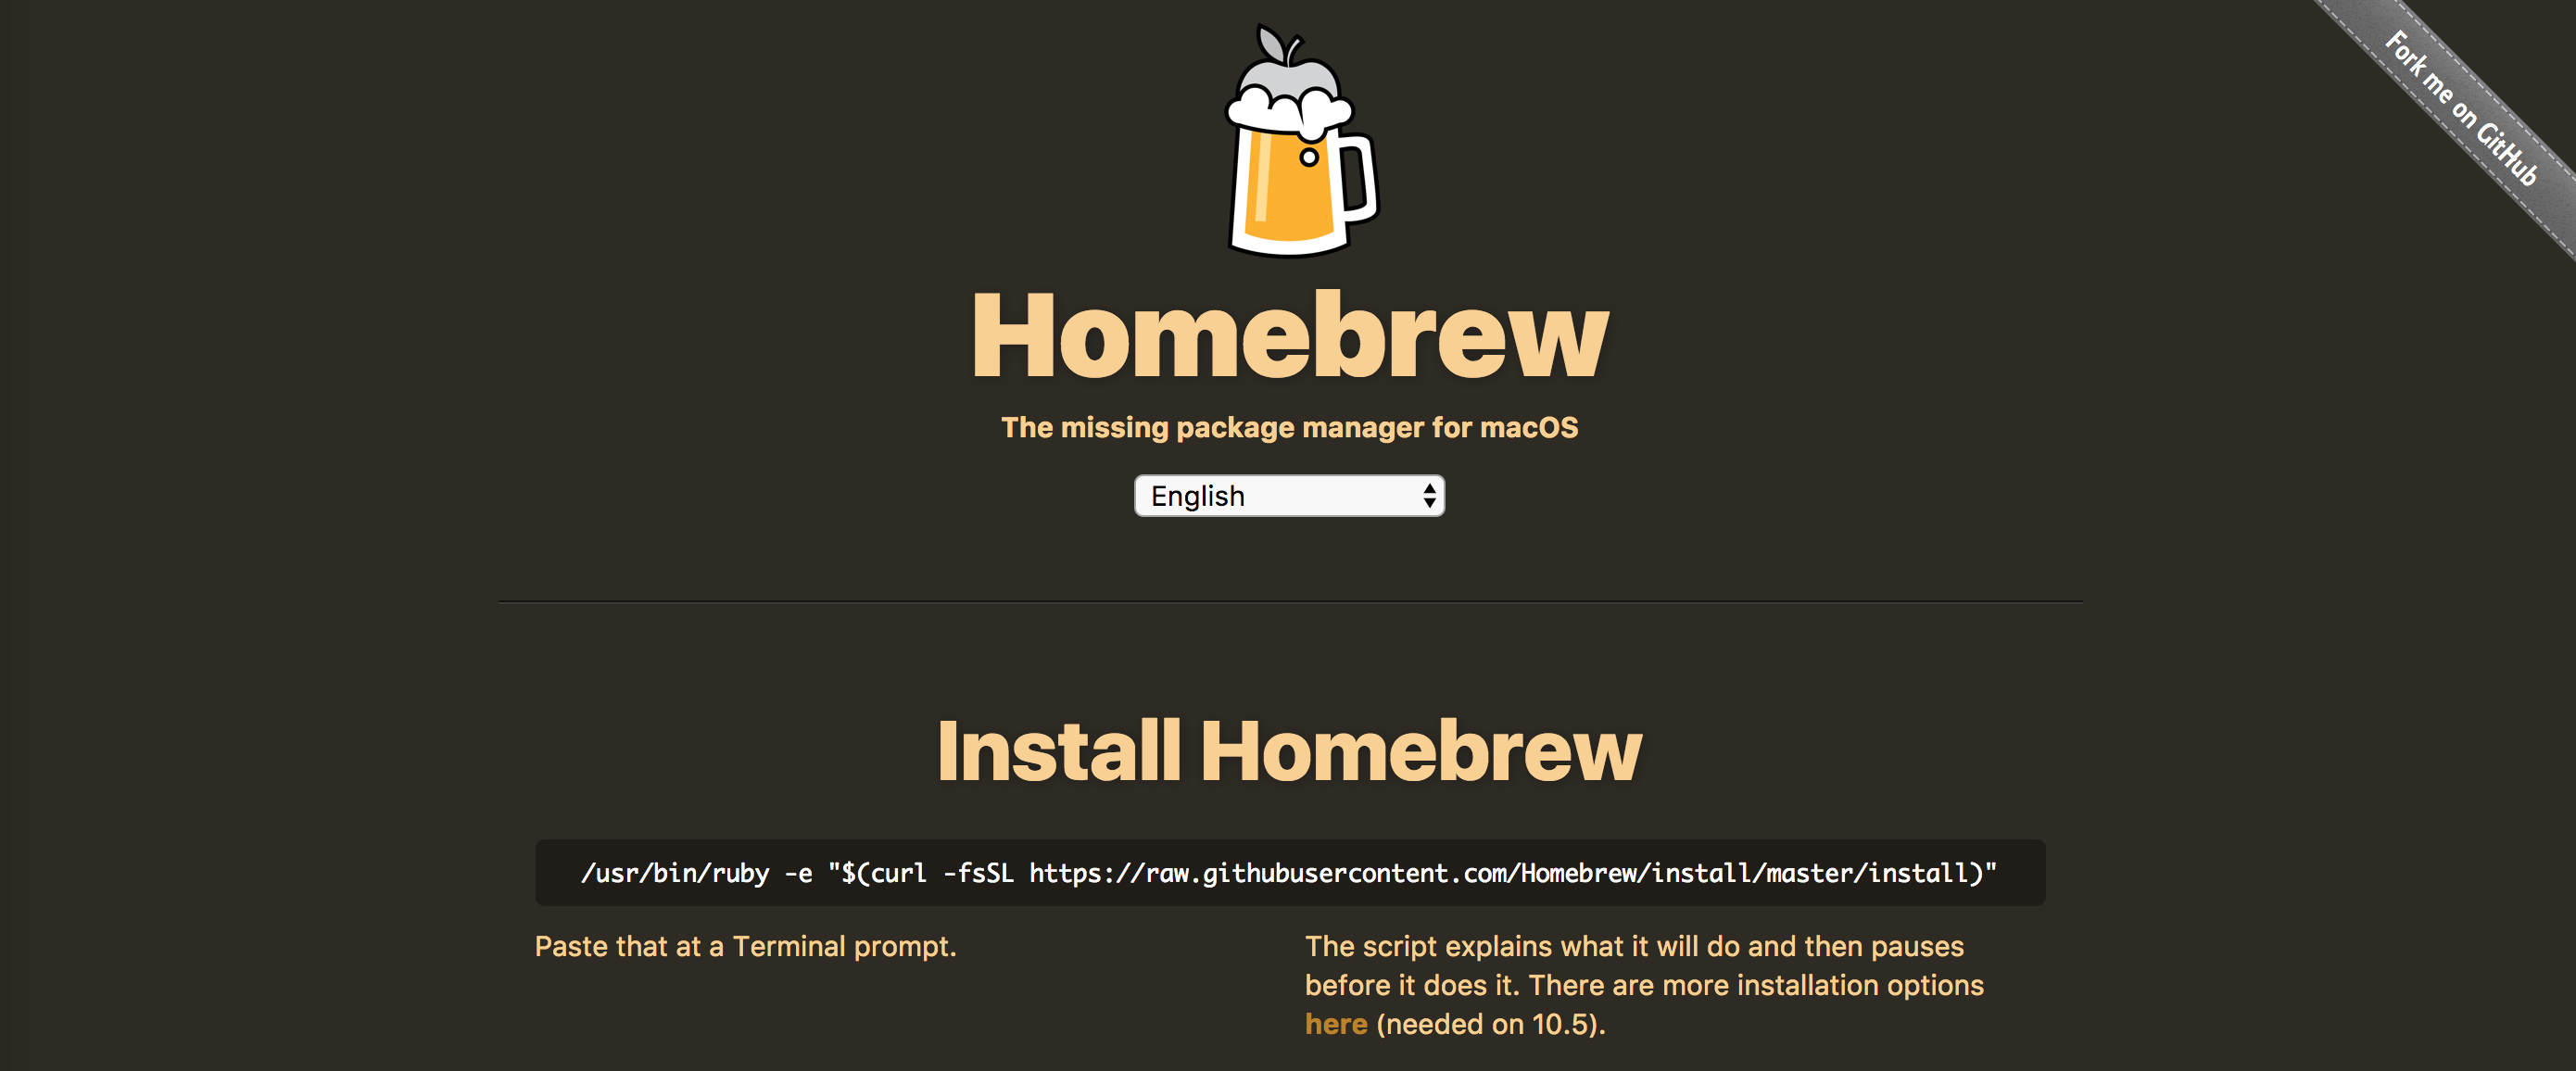 Fork me on GitHub
Homebrew
The missing package manager for macOS
English
Install Homebrew
/usr/bin/ruby -e "$(curl -fsSL https://raw.githubusercontent.com/Homebrew/install/master/install)"
Paste that at a Terminal prompt.
The script explains what it will do and then pauses
before it does it. There are more installation options
here (needed on 10.5).